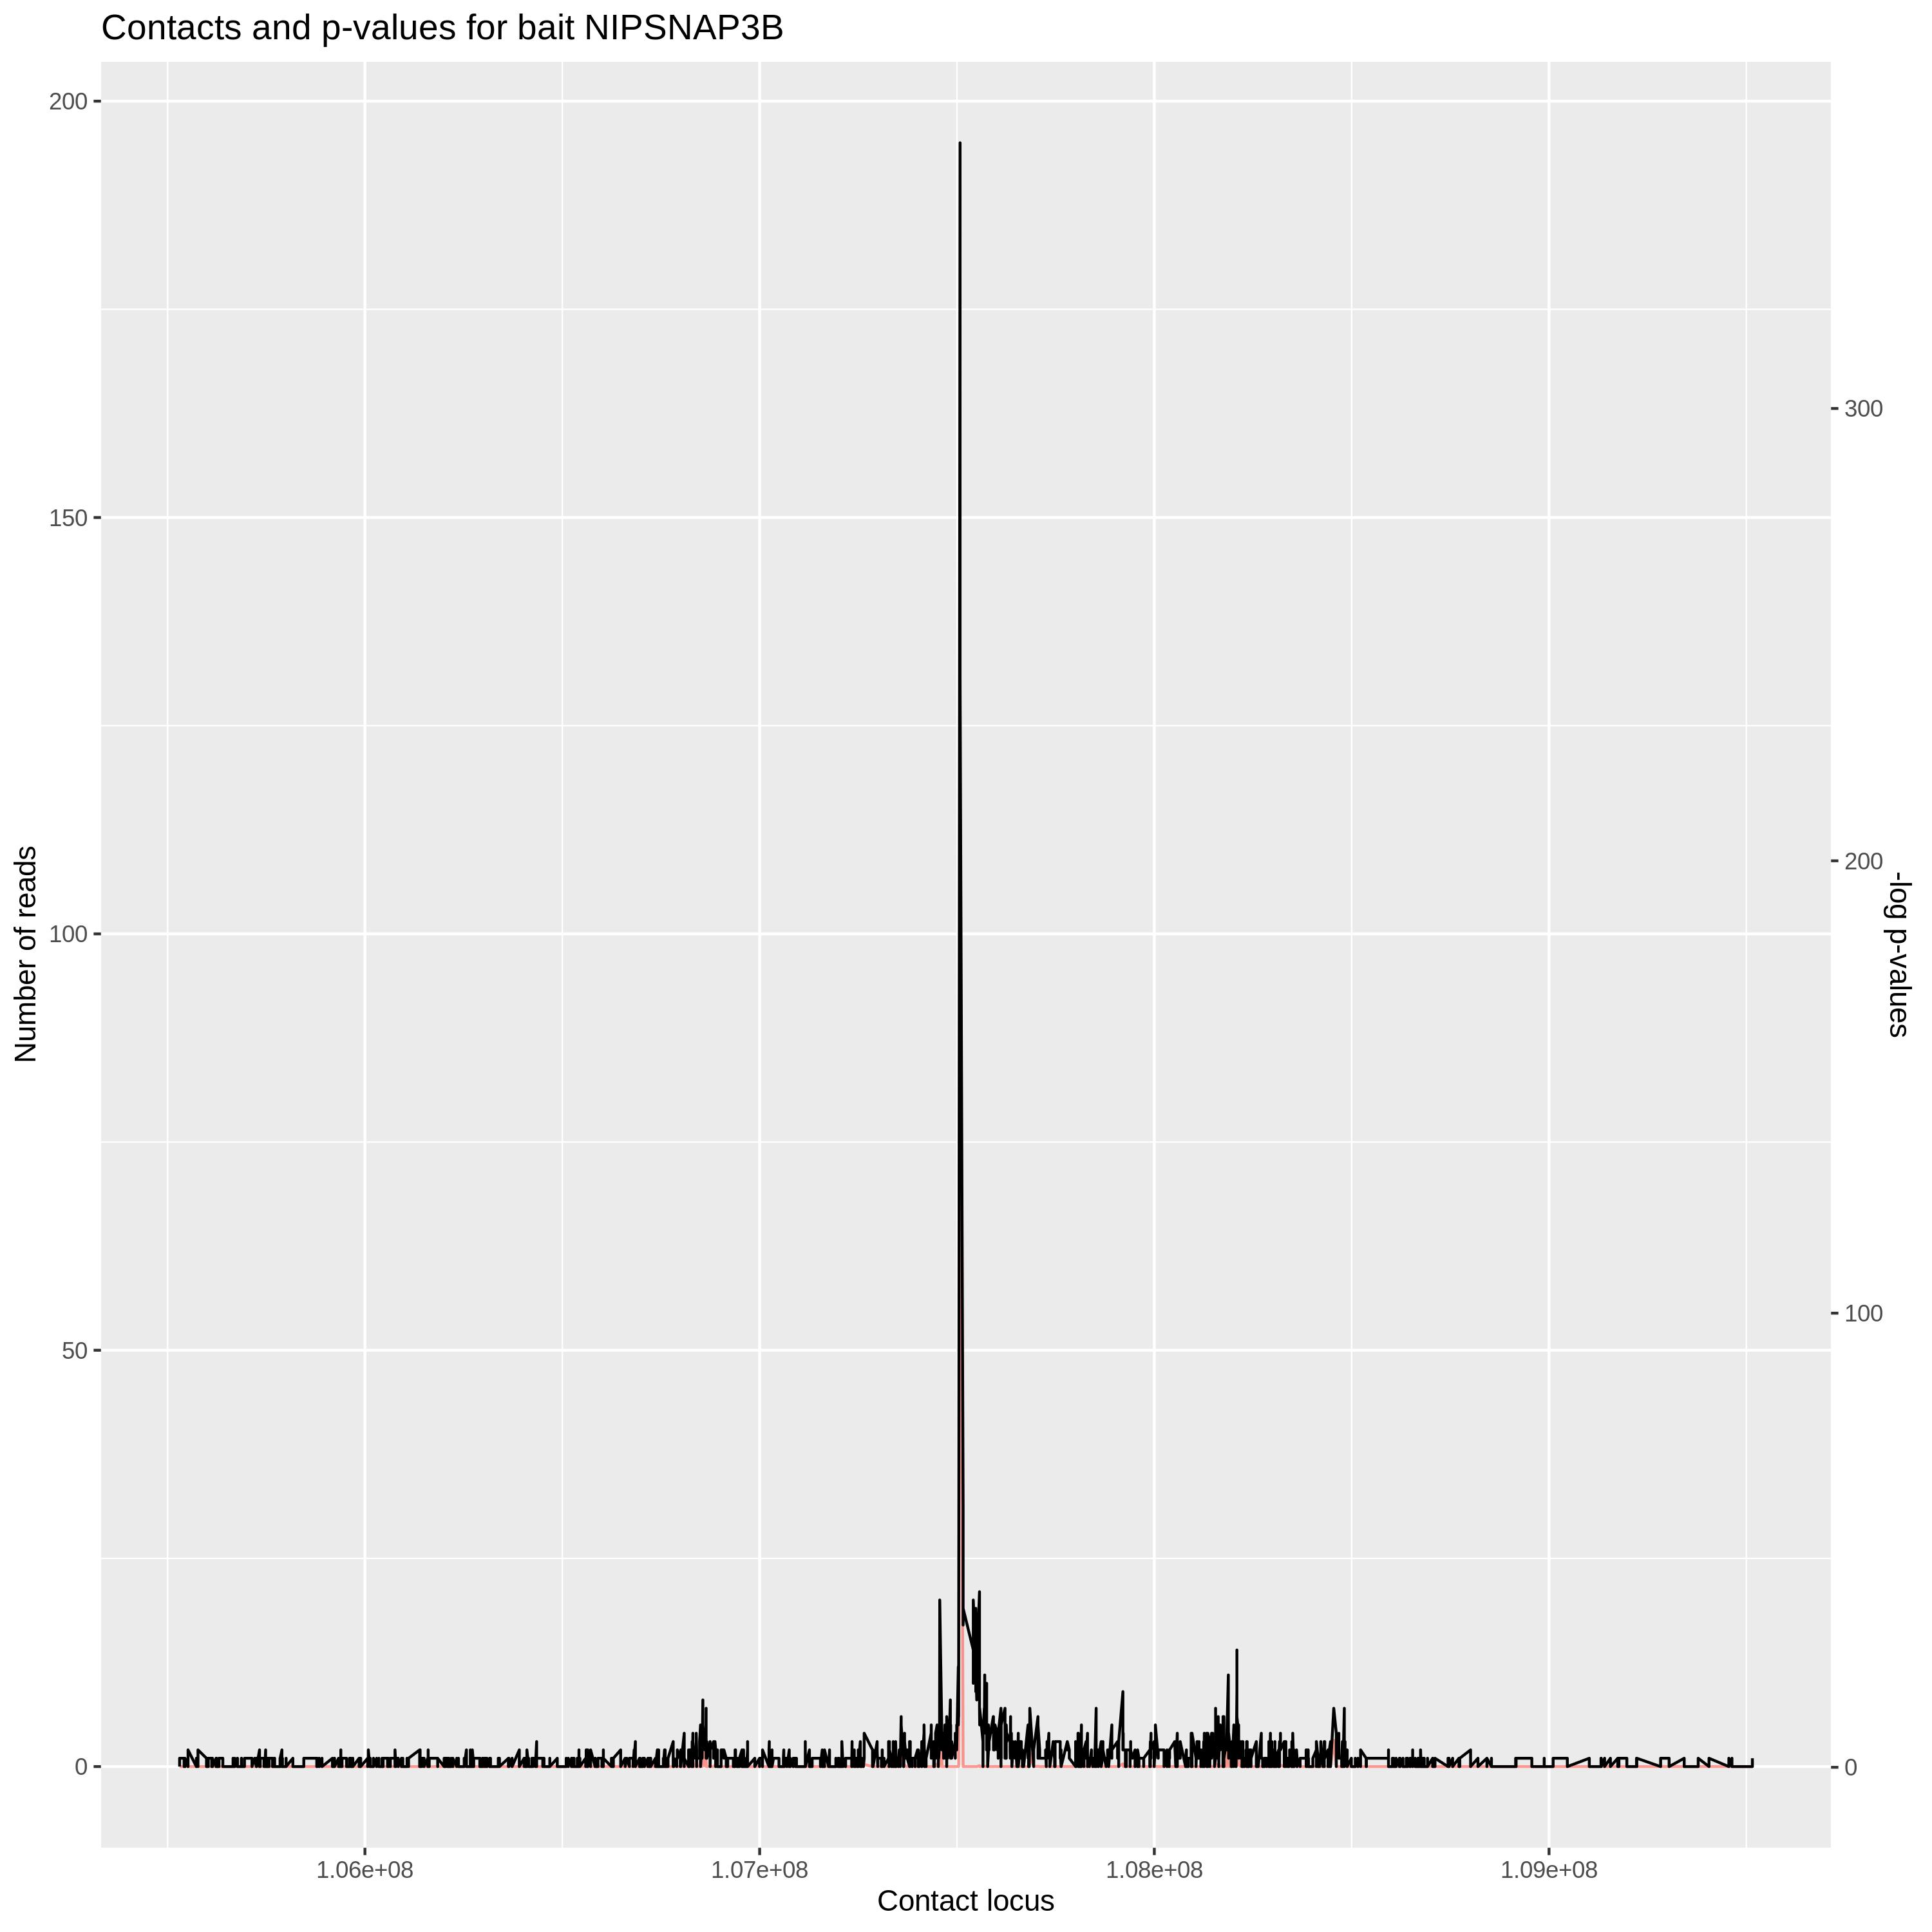 Contacts and p-values for bait NIPSNAP3B
200
150
100
50
0
Number of reads
300
200
100
0
-log p-values
1.06e+08
1.07e+08
1.08e+08
1.09e+08
Contact locus